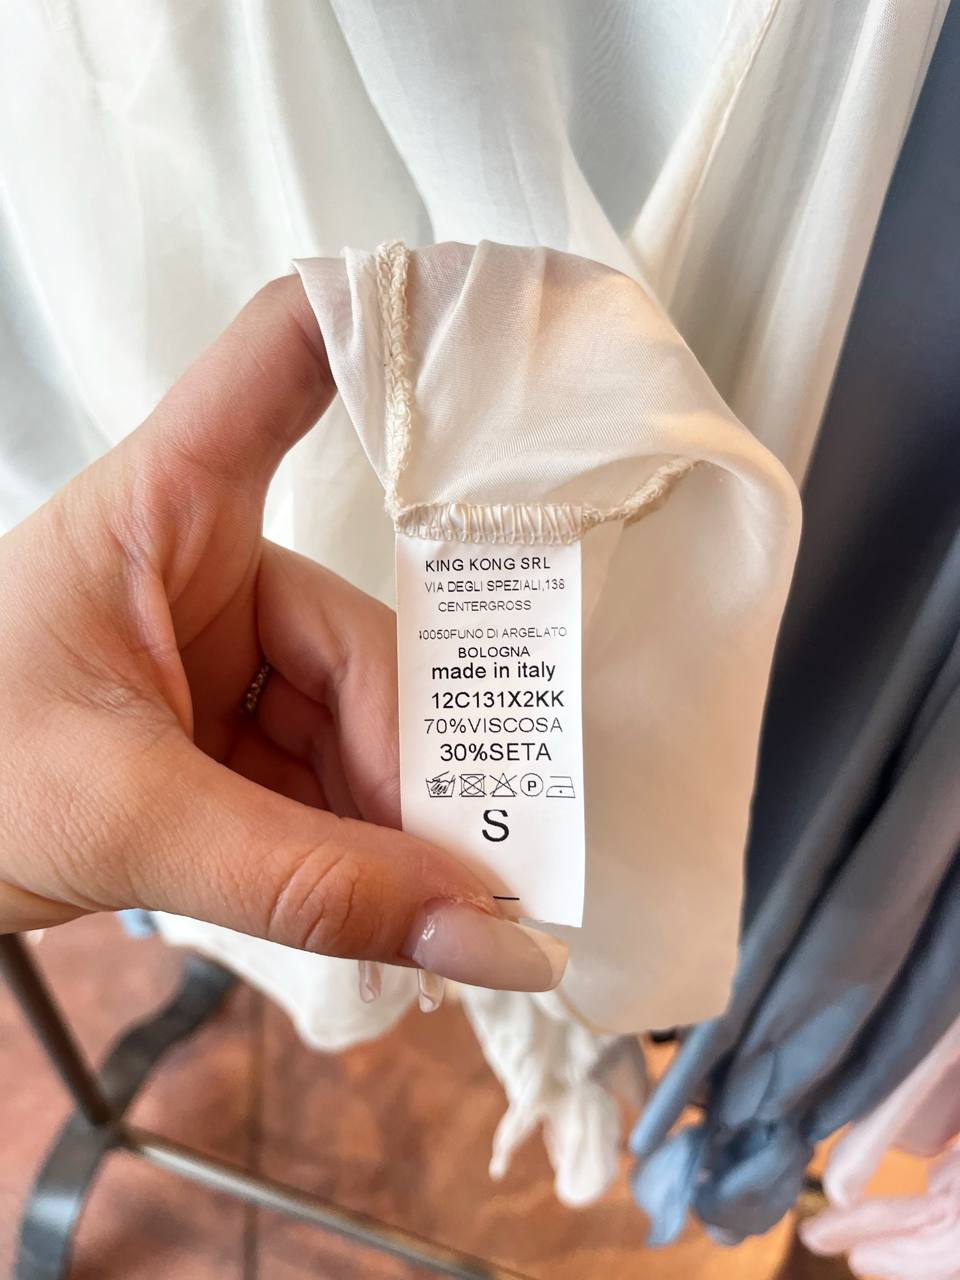 KING KONG SRL
VIA DEGLI SPEZIALI,138
CENTERGROSS
40050FUNO DI ARGELATO
BOLOGNA
made in italy
12C131X2KK
70%VISCOSA
30%SETA
P
S